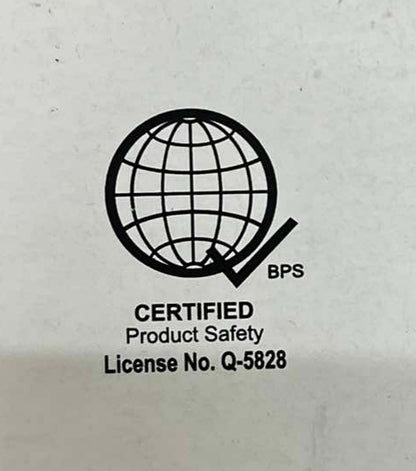 BPS
CERTIFIED
Product Safety
License No. Q-5828